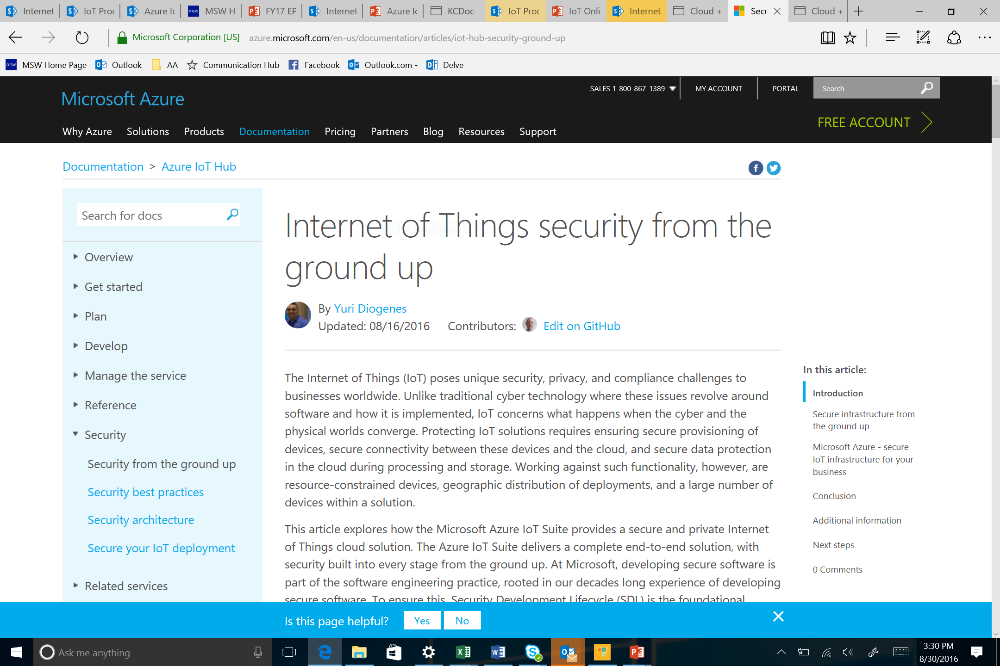 Internet
IoT Proc
Azure Ic
MSW H
FY17 EP
Internet
Azure Ic
KCDoc
IoT Proc
IoT Onli
Internet
Cloud +
Secu
Cloud +
Microsoft Corporation [US]
azure.microsoft.com/en-us/documentation/articles/iot-hub-security-ground-up
msw MSW Home Page
Outlook
AA
Communication Hub
Facebook
Outlook.com -
Delve
Microsoft Azure
SALES 1-800-867-1389
MY ACCOUNT
PORTAL
Search
FREE ACCOUNT
Why Azure
Solutions
Products
Documentation
Pricing
Partners
Blog
Resources
Support
Documentation > Azure IoT Hub
Search for docs
Overview
Get started
Plan
Develop
Manage the service
Reference
Security
Security from the ground up
Security best practices
Security architecture
Secure your IoT deployment
Related services
Internet of Things security from the
ground up
By Yuri Diogenes
Updated: 08/16/2016 Contributors: Edit on GitHub
The Internet of Things (IoT) poses unique security, privacy, and compliance challenges to
businesses worldwide. Unlike traditional cyber technology where these issues revolve around
software and how it is implemented, IoT concerns what happens when the cyber and the
physical worlds converge. Protecting IoT solutions requires ensuring secure provisioning of
devices, secure connectivity between these devices and the cloud, and secure data protection
in the cloud during processing and storage. Working against such functionality, however, are
resource-constrained devices, geographic distribution of deployments, and a large number of
devices within a solution.
This article explores how the Microsoft Azure IoT Suite provides a secure and private Internet
of Things cloud solution. The Azure IoT Suite delivers a complete end-to-end solution, with
security built into every stage from the ground up. At Microsoft, developing secure software is
part of the software engineering practice, rooted in our decades long experience of developing
secure software. To ensure this, Security Development Lifecycle (SDL) is the foundational
In this article:
Introduction
Secure infrastructure from
the ground up
Microsoft Azure - secure
IoT infrastructure for your
business
Conclusion
Additional information
Next steps
0 Comments
Is this page helpful?
Yes
No
Ask me anything
3:30 PM
8/30/2016